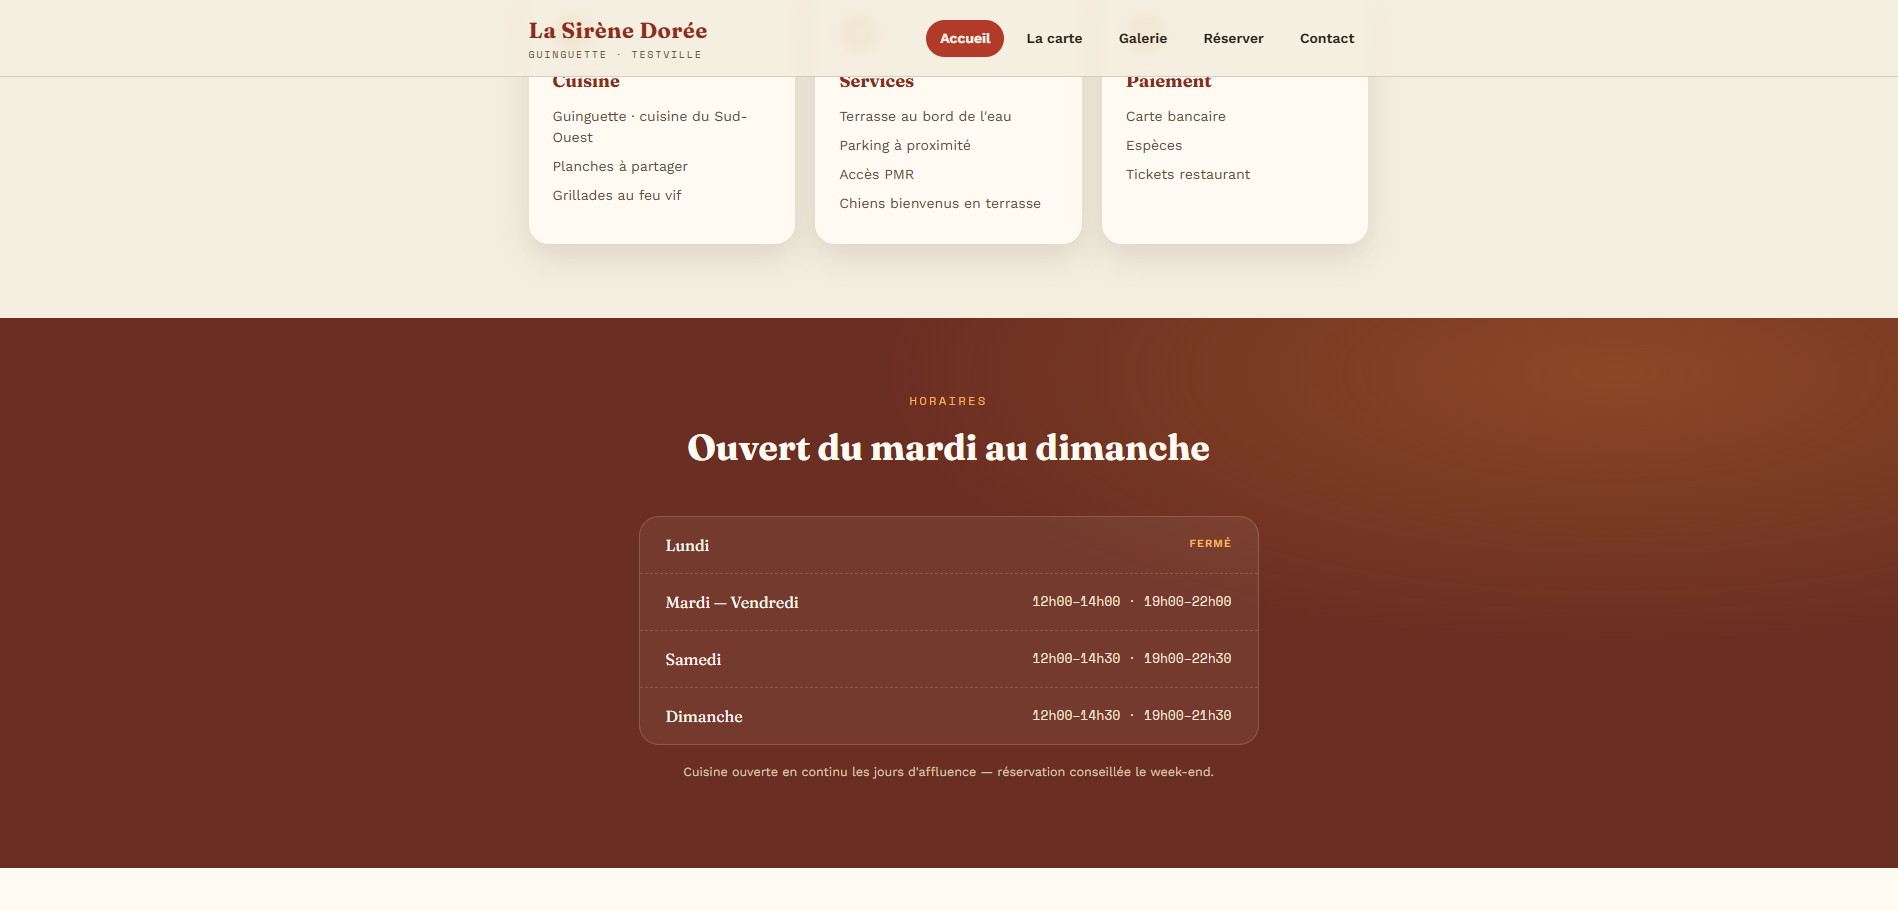 La Sirène Dorée
GUINGUETTE · TESTVILLE
Accueil
La carte
Galerie
Réserver
Contact
Cuisine
Guinguette · cuisine du Sud-
Ouest
Planches à partager
Grillades au feu vif
Services
Terrasse au bord de l'eau
Parking à proximité
Accès PMR
Chiens bienvenus en terrasse
Paiement
Carte bancaire
Espèces
Tickets restaurant
HORAIRES
Ouvert du mardi au dimanche
Lundi FERMÉ
Mardi — Vendredi 12h00–14h00 · 19h00–22h00
Samedi 12h00–14h30 · 19h00–22h30
Dimanche 12h00–14h30 · 19h00–21h30
Cuisine ouverte en continu les jours d'affluence — réservation conseillée le week-end.